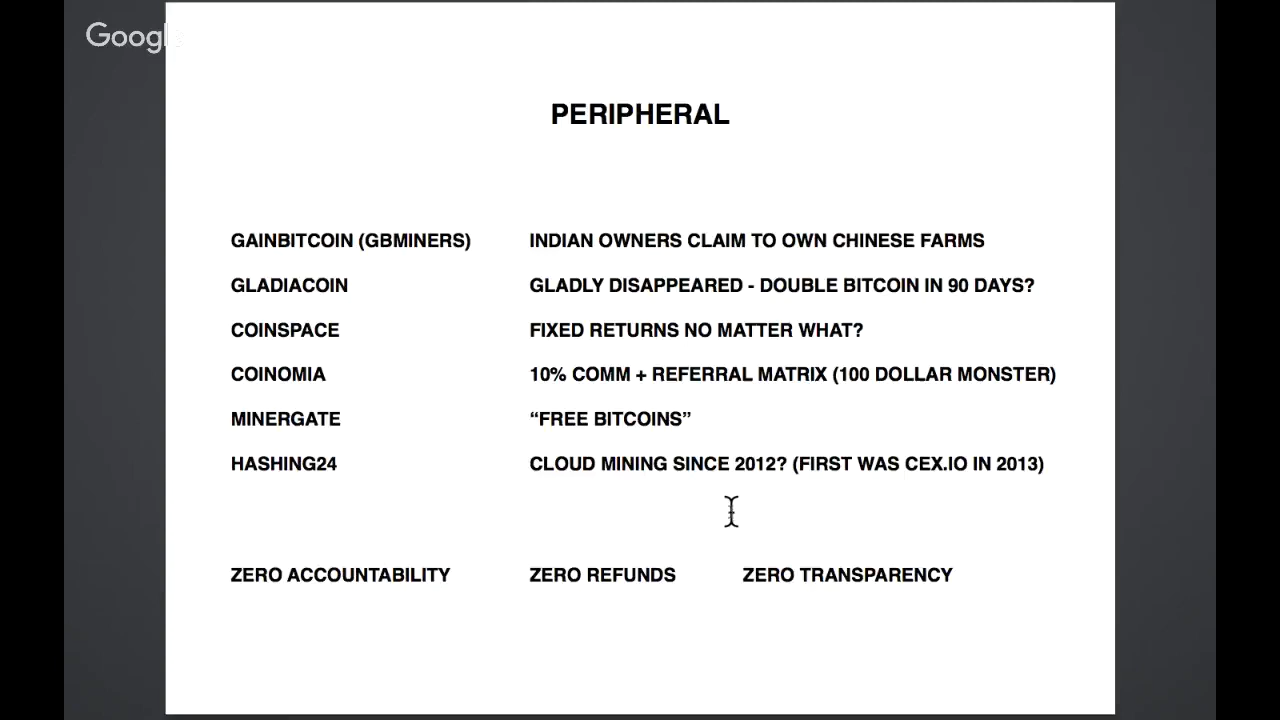 Google
PERIPHERAL
GAINBITCOIN (GBMINERS) INDIAN OWNERS CLAIM TO OWN CHINESE FARMS
GLADIACOIN GLADLY DISAPPEARED - DOUBLE BITCOIN IN 90 DAYS?
COINSPACE FIXED RETURNS NO MATTER WHAT?
COINOMIA 10% COMM + REFERRAL MATRIX (100 DOLLAR MONSTER)
MINERGATE “FREE BITCOINS”
HASHING24 CLOUD MINING SINCE 2012? (FIRST WAS CEX.IO IN 2013)
ZERO ACCOUNTABILITY ZERO REFUNDS ZERO TRANSPARENCY